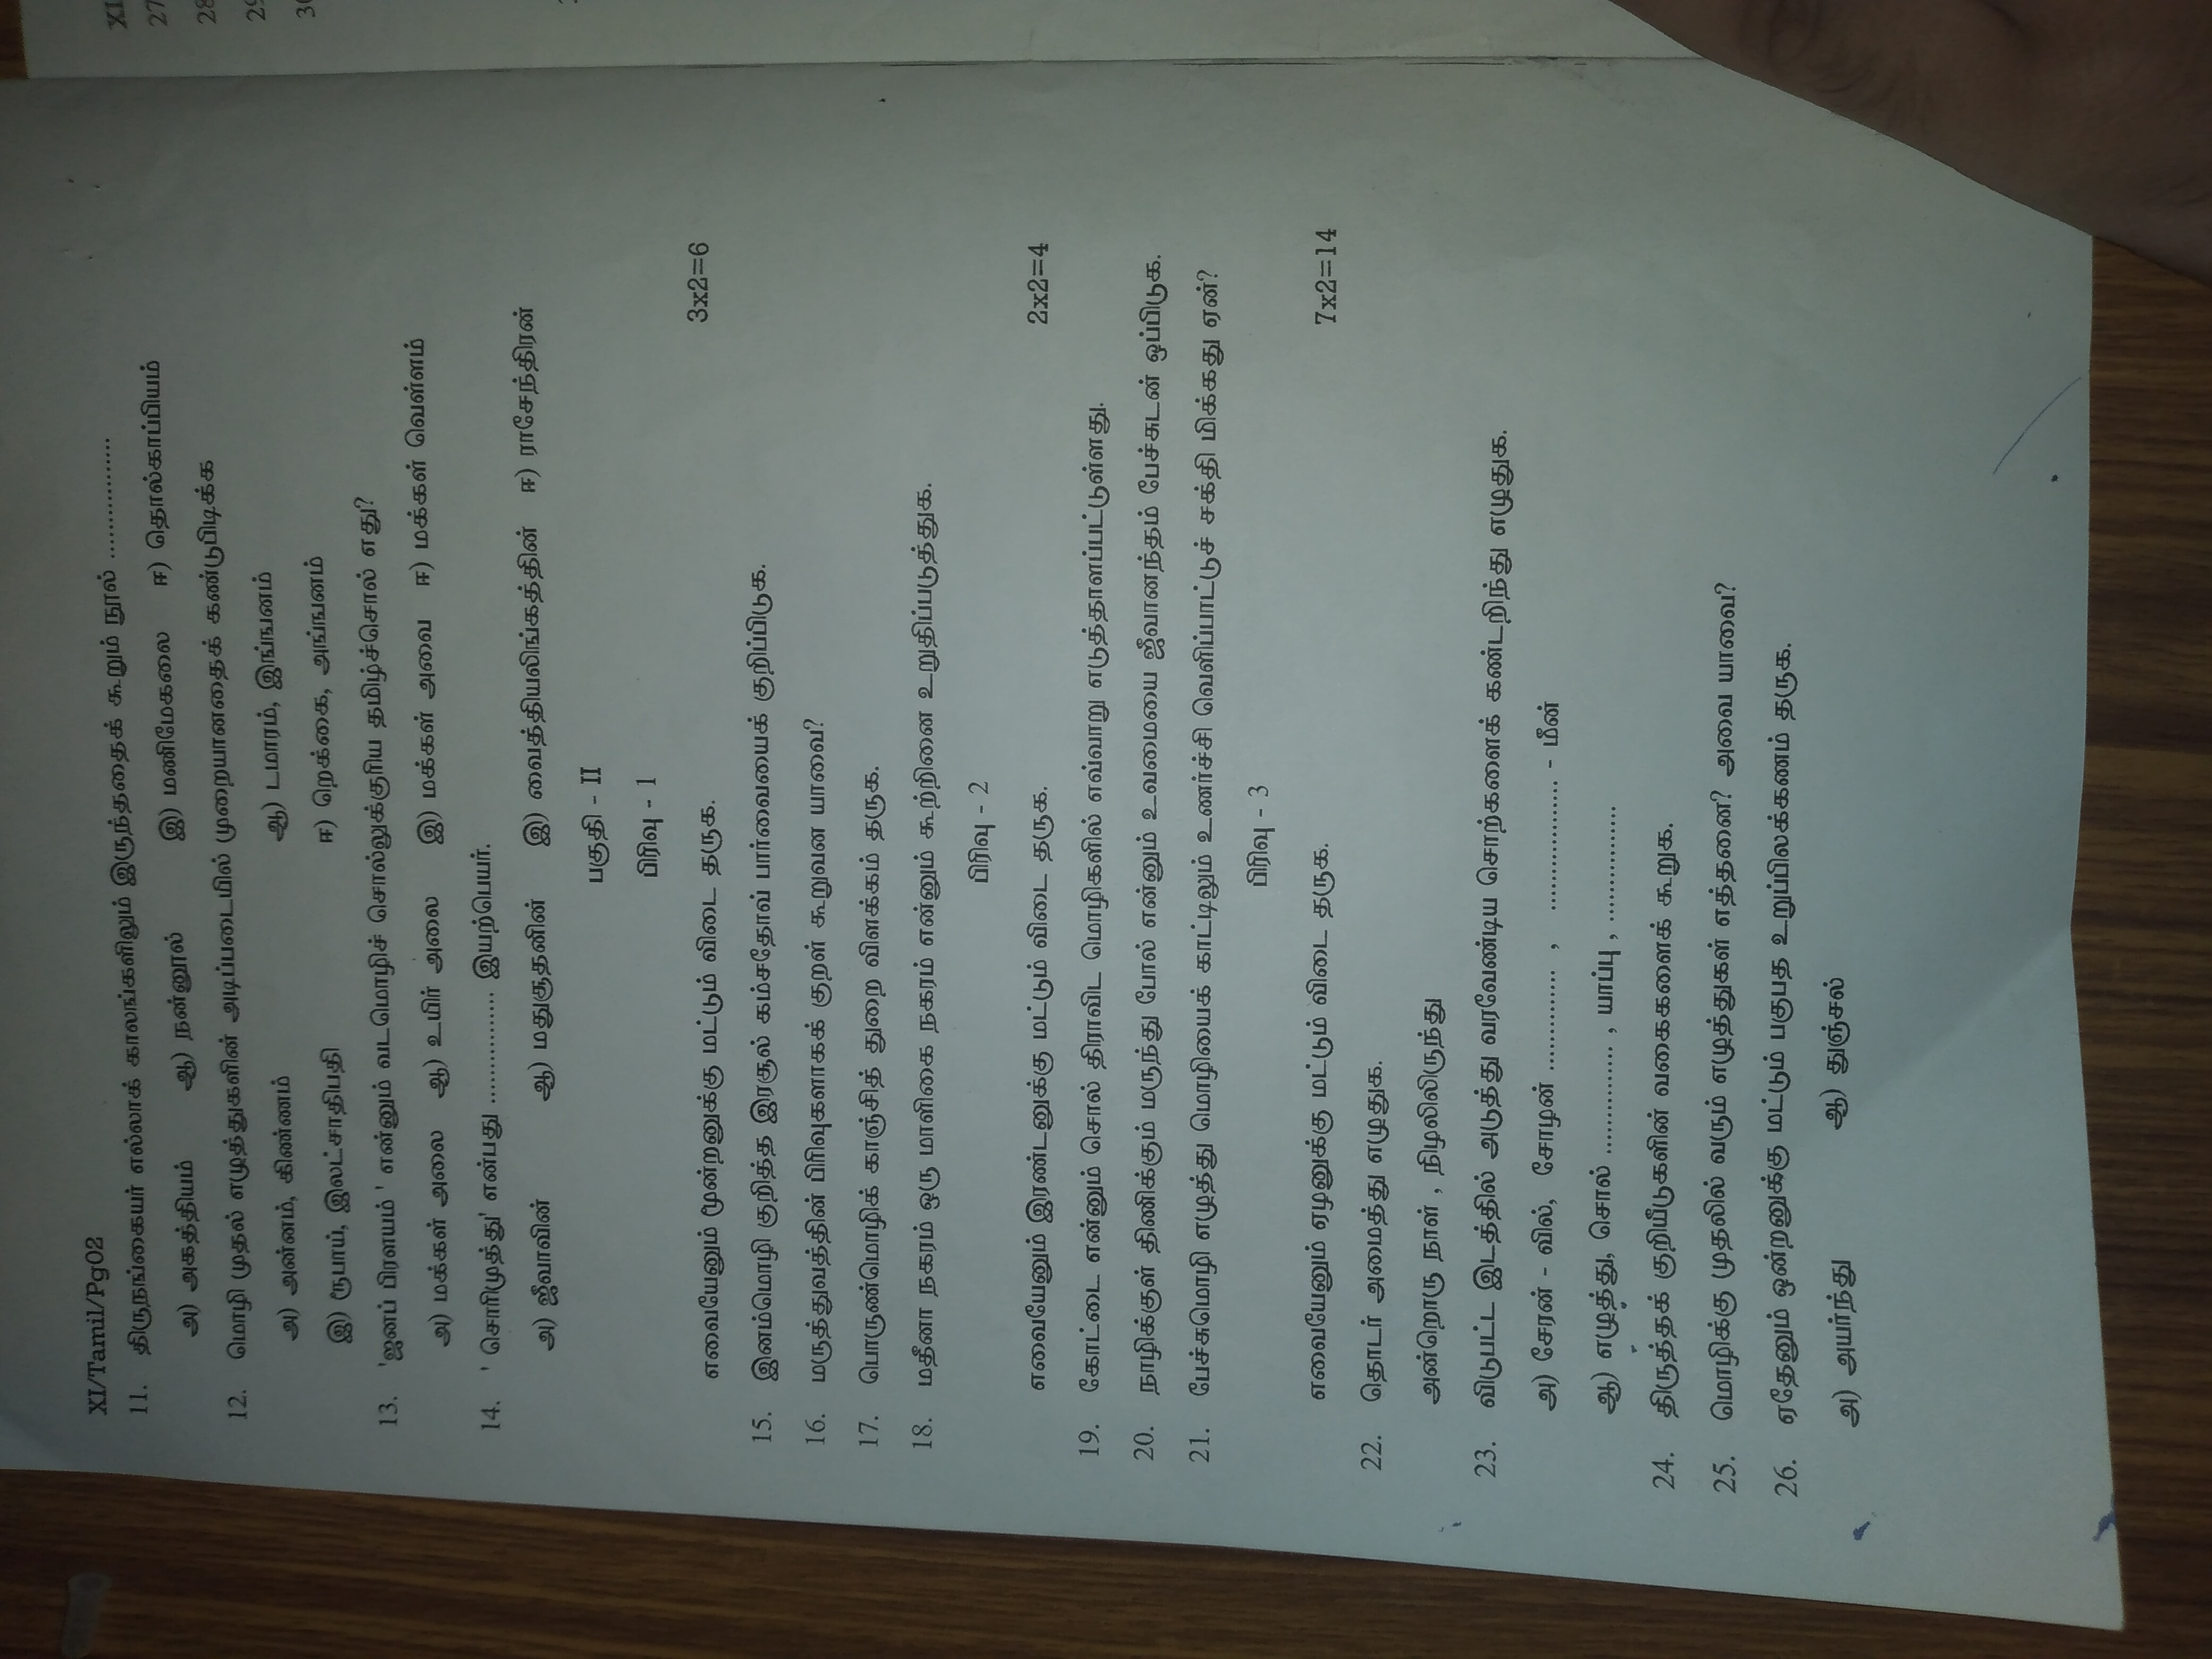 XI/Tamil/Pg02
11. திருநங்கையர் எல்லாக் காலங்களிலும் இருந்ததைக் கூறும் நூல் .................
அ) அகத்தியம் ஆ) நன்னூல் இ) மணிமேகலை ஈ) தொல்காப்பியம்
12. மொழி முதல் எழுத்துகளின் அடிப்படையில் முறையானதைக் கண்டுபிடிக்க
அ) அன்னம், கிண்ணம் ஆ) டமாரம், இங்ஙனம்
இ) ரூபாய், இலட்சாதிபதி ஈ) றெக்கை, அங்ஙனம்
13. 'ஜனப் பிரளயம் ' என்னும் வடமொழிச் சொல்லுக்குரிய தமிழ்ச்சொல் எது?
அ) மக்கள் அலை ஆ) உயிர் அலை இ) மக்கள் அவை ஈ) மக்கள் வெள்ளம்
14. ' சொரிமுத்து' என்பது ................ இயற்பெயர்.
அ) ஜீவாவின் ஆ) மதுசூதனின் இ) வைத்தியலிங்கத்தின் ஈ) ராசேந்திரன்
பகுதி - II
பிரிவு - 1
எவையேனும் மூன்றனுக்கு மட்டும் விடை தருக. 3x2=6
15. இனம்மொழி குறித்த இரசூல் கம்சதோவ் பார்வையைக் குறிப்பிடுக.
16. மருத்துவத்தின் பிரிவுகளாகக் குறள் கூறுவன யாவை?
17. பொருண்மொழிக் காஞ்சித் துறை விளக்கம் தருக.
18. மதீனா நகரம் ஒரு மாளிகை நகரம் என்னும் கூற்றினை உறுதிப்படுத்துக.
பிரிவு - 2
எவையேனும் இரண்டனுக்கு மட்டும் விடை தருக. 2x2=4
19. கோட்டை என்னும் சொல் திராவிட மொழிகளில் எவ்வாறு எடுத்தாளப்பட்டுள்ளது.
20. நாழிக்குள் திணிக்கும் மருந்து போல் என்னும் உவமையை ஜீவானந்தம் பேச்சுடன் ஒப்பிடுக.
21. பேச்சுமொழி எழுத்து மொழியைக் காட்டிலும் உணர்ச்சி வெளிப்பாட்டுச் சக்தி மிக்கது ஏன்?
பிரிவு - 3
எவையேனும் ஏழனுக்கு மட்டும் விடை தருக. 7x2=14
22. தொடர் அமைத்து எழுதுக.
அன்றொரு நாள் , நிழலிலிருந்து
23. விடுபட்ட இடத்தில் அடுத்து வரவேண்டிய சொற்களைக் கண்டறிந்து எழுதுக.
அ) சேரன் - வில், சோழன் .............. , .................. - மீன்
ஆ) எழுத்து, சொல் ............... , யாப்பு , ................
24. திருத்தக் குறியீடுகளின் வகைகளைக் கூறுக.
25. மொழிக்கு முதலில் வரும் எழுத்துகள் எத்தனை? அவை யாவை?
26. ஏதேனும் ஒன்றனுக்கு மட்டும் பகுபத உறுப்பிலக்கணம் தருக.
அ) அயர்ந்து ஆ) துஞ்சல்
XI
27
28